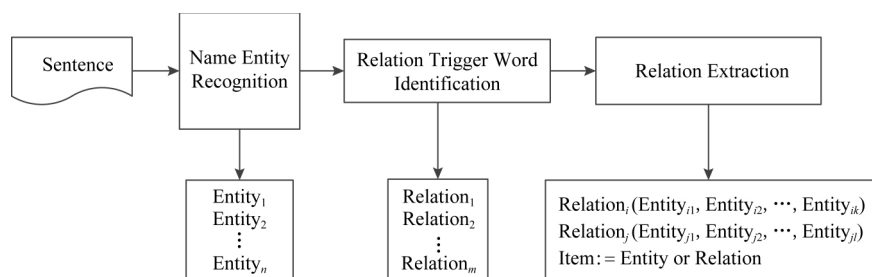 Sentence
Name Entity
Recognition
Relation Trigger Word
Identification
Relation Extraction
Entity₁
Entity₂
⋮
Entityₙ
Relation₁
Relation₂
⋮
Relationₘ
Relationᵢ(Entityᵢ₁, Entityᵢ₂, ⋯, Entityᵢₖ)
Relationⱼ(Entityⱼ₁, Entityⱼ₂, ⋯, Entityⱼₗ)
Item: = Entity or Relation